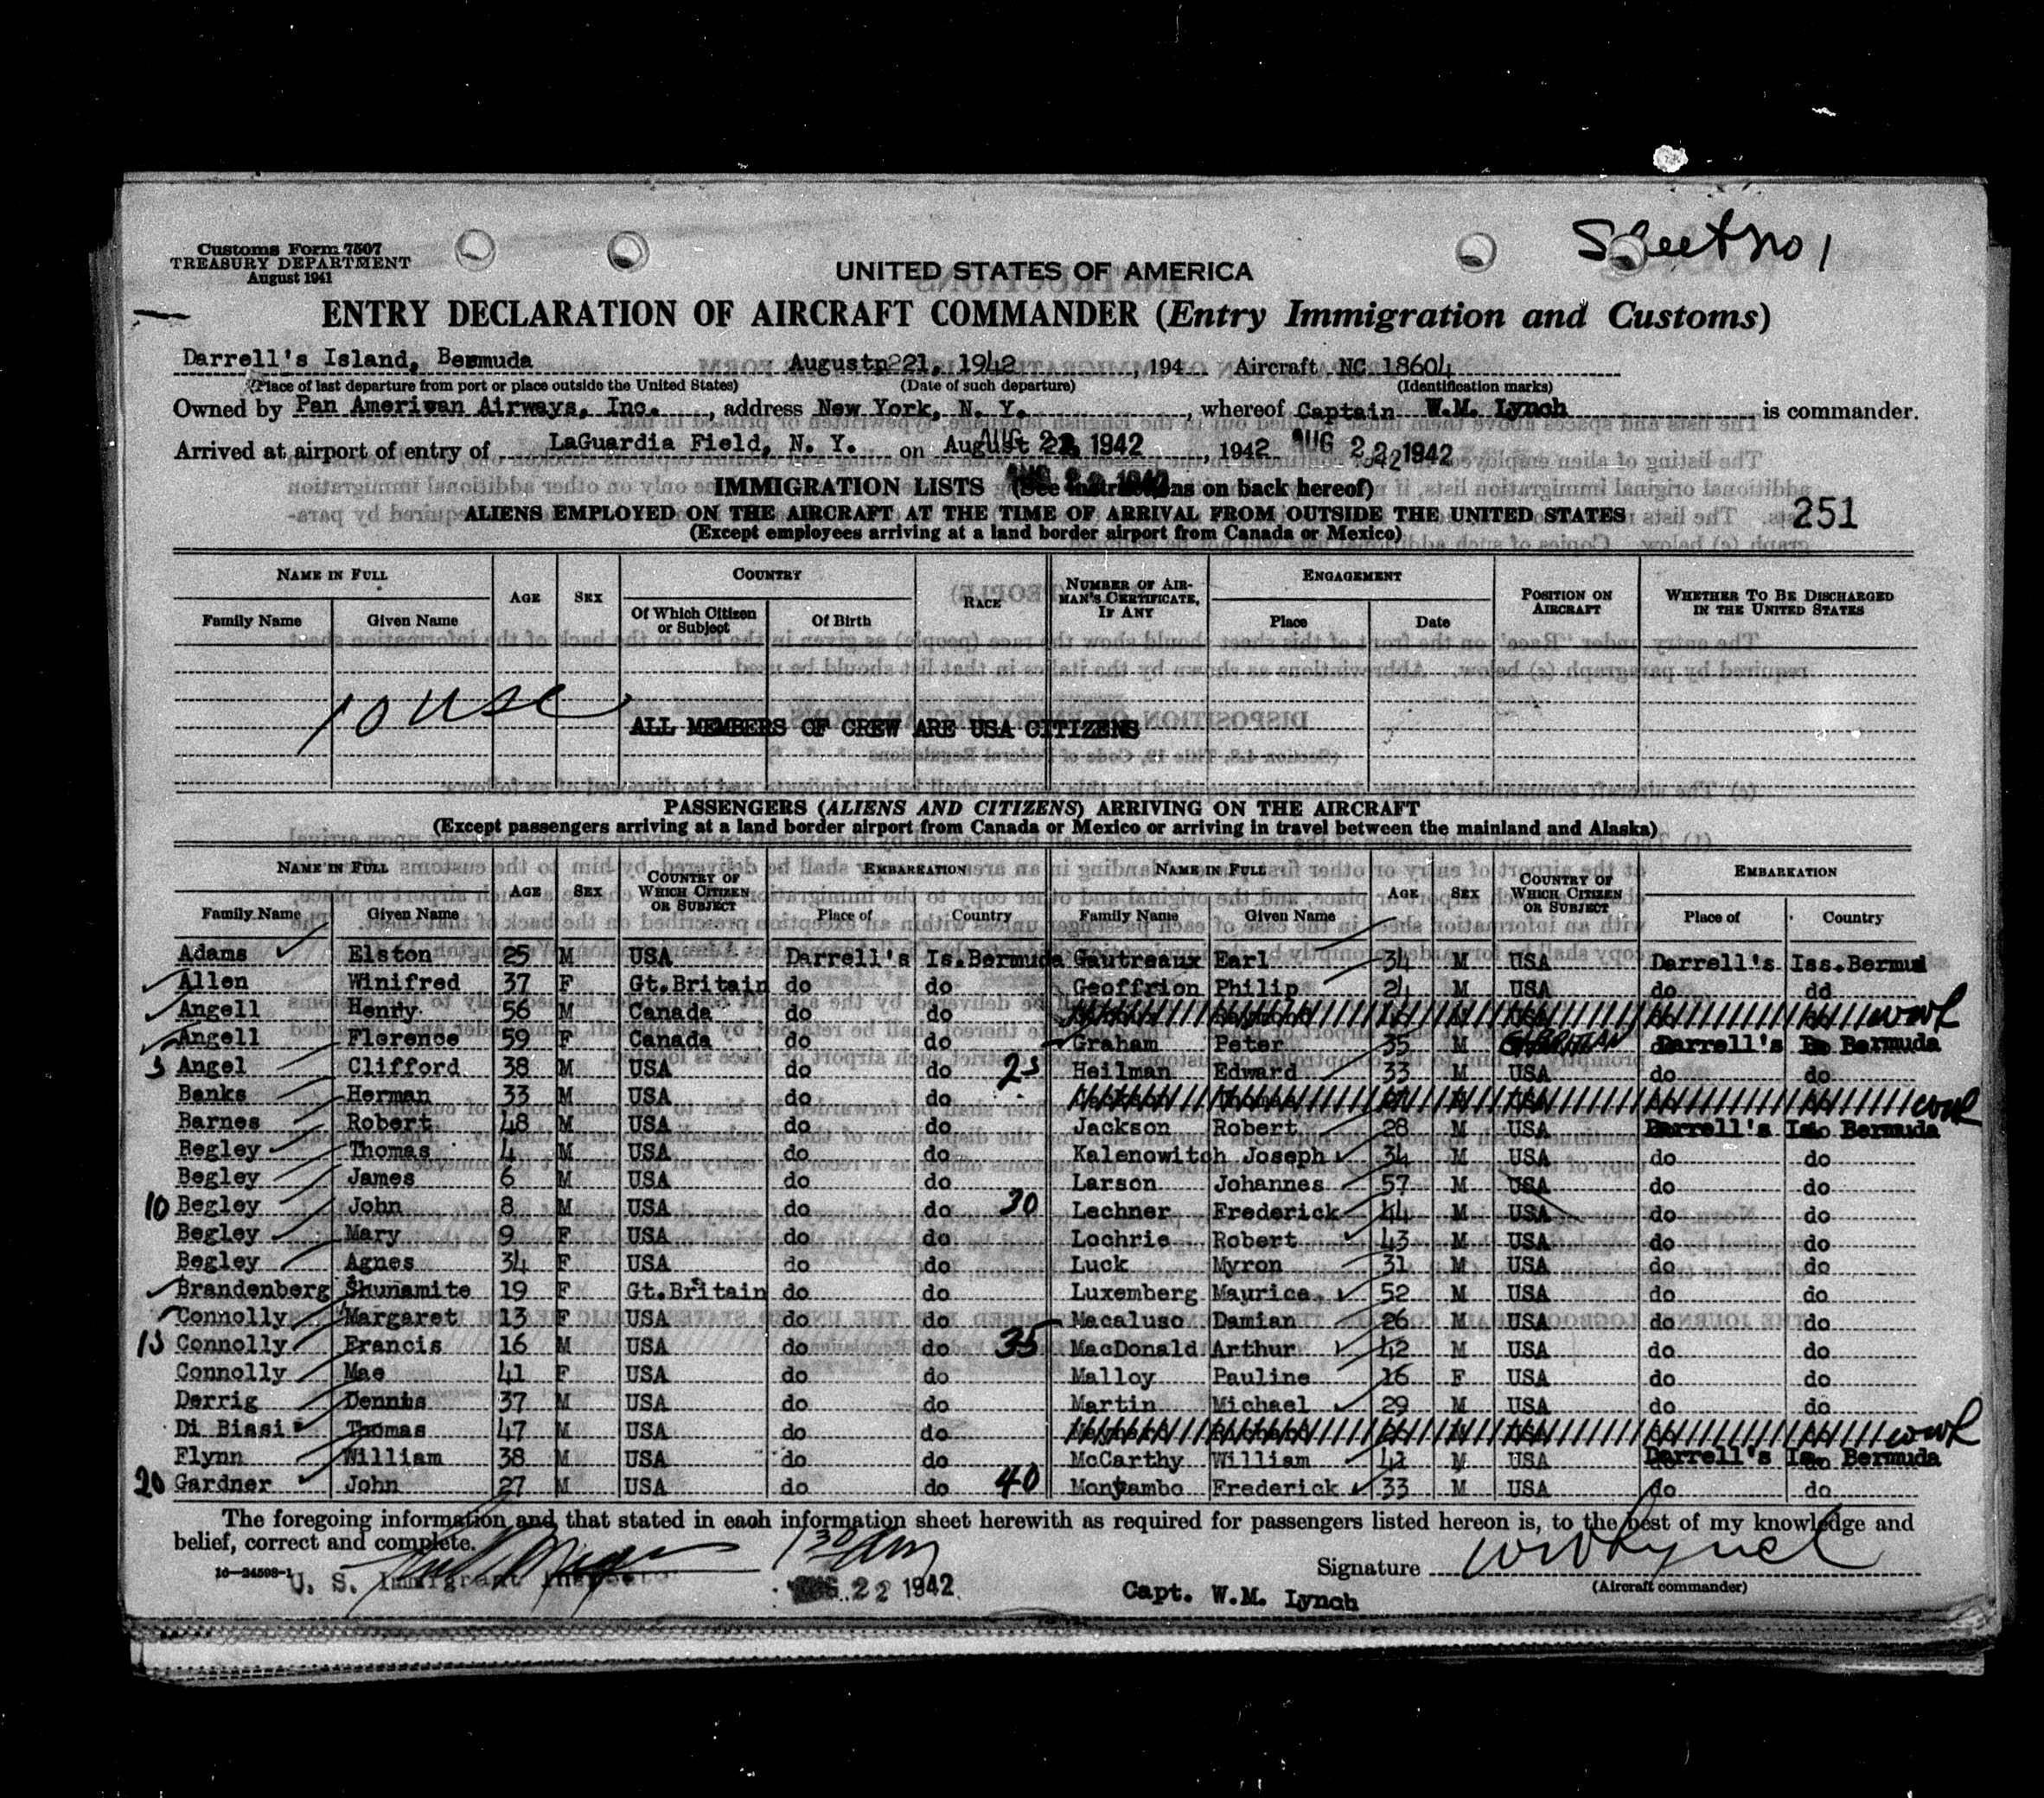 Sheet no 1
Customs Form 7507
TREASURY DEPARTMENT
August 1941
UNITED STATES OF AMERICA
ENTRY DECLARATION OF AIRCRAFT COMMANDER (Entry Immigration and Customs)
Darrell's Island, Bermuda 1942, 194 Aircraft NC 18604
(Place of last departure from port or place outside the United States) (Date of such departure) (Identification marks)
Owned by Pan Ameriwan Airways, Inc., address New York, N. Y., whereof Captain W.M. Lynch is commander.
Arrived at airport of entry of LaGuardia Field, N. Y. on August 1942, 1942 AUG 22 1942
IMMIGRATION LISTS (See instructions on back hereof)
ALIENS EMPLOYED ON THE AIRCRAFT AT THE TIME OF ARRIVAL FROM OUTSIDE THE UNITED STATES 251
(Except employees arriving at a land border airport from Canada or Mexico)
NAME IN FULL AGE SEX COUNTRY RACE NUMBER OF AIRMAN'S CERTIFICATE, IF ANY ENGAGEMENT POSITION ON AIRCRAFT WHETHER TO BE DISCHARGED IN THE UNITED STATES
Family Name Given Name Of Which Citizen or Subject Of Birth Place Date
ALL MEMBERS OF CREW ARE USA CITIZENS
PASSENGERS (ALIENS AND CITIZENS) ARRIVING ON THE AIRCRAFT
(Except passengers arriving at a land border airport from Canada or Mexico or arriving in travel between the mainland and Alaska)
NAME IN FULL AGE SEX COUNTRY OF WHICH CITIZEN OR SUBJECT EMBARKATION NAME IN FULL AGE SEX COUNTRY OF WHICH CITIZEN OR SUBJECT EMBARKATION
Family Name Given Name Place of Country Family Name Given Name Place of Country
Adams Elston 25 M USA Darrell's Is.Bermuda Gautreaux Earl 34 M USA Darrell's Iss.Bermu
Allen Winifred 37 F Gt.Britain do do Geoffrion Philip 24 M USA do dd
Angell Henry 56 M Canada do do
Angell Florence 59 F Canada do do Graham Peter 35 M Darrell's Bermuda
5 Angel Clifford 38 M USA do do 25 Heilman Edward 33 M USA do do
Banks Herman 33 M USA do do
Barnes Robert 48 M USA do do Jackson Robert 28 M USA Darrell's Is. Bermuda
Begley Thomas 4 M USA do do Kalenowitch Joseph 34 M USA do do
Begley James 6 M USA do do Larson Johannes 57 M USA do do
10 Begley John 8 M USA do do 30 Lechner Frederick 44 M USA do do
Begley Mary 9 F USA do do Lochrie Robert 43 M USA do do
Begley Agnes 34 F USA do do Luck Myron 31 M USA do do
Brandenberg Shunamite 19 F Gt.Britain do do Luxemberg Maurice 52 M USA do do
Connolly Margaret 13 F USA do do Macaluso Damian 26 M USA do do
15 Connolly Francis 16 M USA do do 35 MacDonald Arthur 42 M USA do do
Connolly Mae 41 F USA do do Malloy Pauline 26 F USA do do
Derrig Dennis 37 M USA do do Martin Michael 29 M USA do do
Di Biasi Thomas 47 M USA do do
Flynn William 38 M USA do do McCarthy William 41 M USA Darrell's Is. Bermuda
20 Gardner John 27 M USA do do 40 Montambo Frederick 33 M USA do do
The foregoing information and that stated in each information sheet herewith as required for passengers listed hereon is, to the best of my knowledge and
belief, correct and complete.
Signature W M Lynch
(Aircraft commander)
16—24598-1 U. S. Immigrant Inspector
AUG 22 1942
Capt. W.M. Lynch